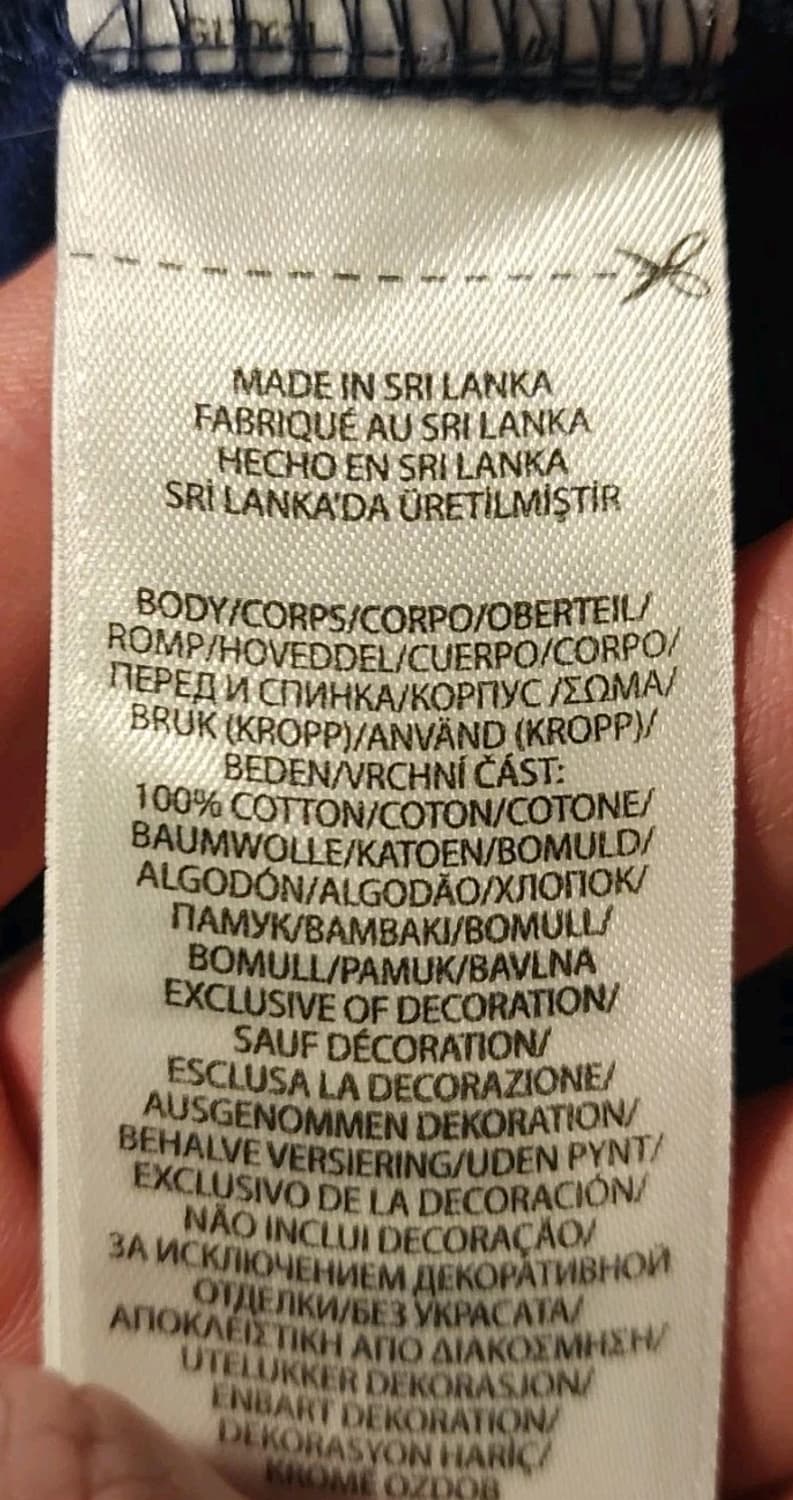 MADE IN SRI LANKA
FABRIQUÉ AU SRI LANKA
HECHO EN SRI LANKA
SRİ LANKA'DA ÜRETİLMİŞTİR
BODY/CORPS/CORPO/OBERTEIL/
ROMP/HOVEDDEL/CUERPO/CORPO/
ПЕРЕД И СПИНКА/КОРПУС /ΣΩΜΑ/
BRUK (KROPP)/ANVÄND (KROPP)/
BEDEN/VRCHNÍ ČÁST:
100% COTTON/COTON/COTONE/
BAUMWOLLE/KATOEN/BOMULD/
ALGODÓN/ALGODÃO/ХЛОПОК/
ПАМУК/ΒΑΜΒΑΚΙ/BOMULL/
BOMULL/PAMUK/BAVLNA
EXCLUSIVE OF DECORATION/
SAUF DÉCORATION/
ESCLUSA LA DECORAZIONE/
AUSGENOMMEN DEKORATION/
BEHALVE VERSIERING/UDEN PYNT/
EXCLUSIVO DE LA DECORACIÓN/
NÃO INCLUI DECORAÇÃO/
ЗА ИСКЛЮЧЕНИЕМ ДЕКОРАТИВНОЙ
ОТДЕЛКИ/БЕЗ УКРАСАТА/
ΑΠΟΚΛΕΙΣΤΙΚΗ ΑΠΟ ΔΙΑΚΟΣΜΗΣΗ/
UTELUKKER DEKORASJON/
ENBART DEKORATION/
DEKORASYON HARİÇ/
KROMĚ OZDOB